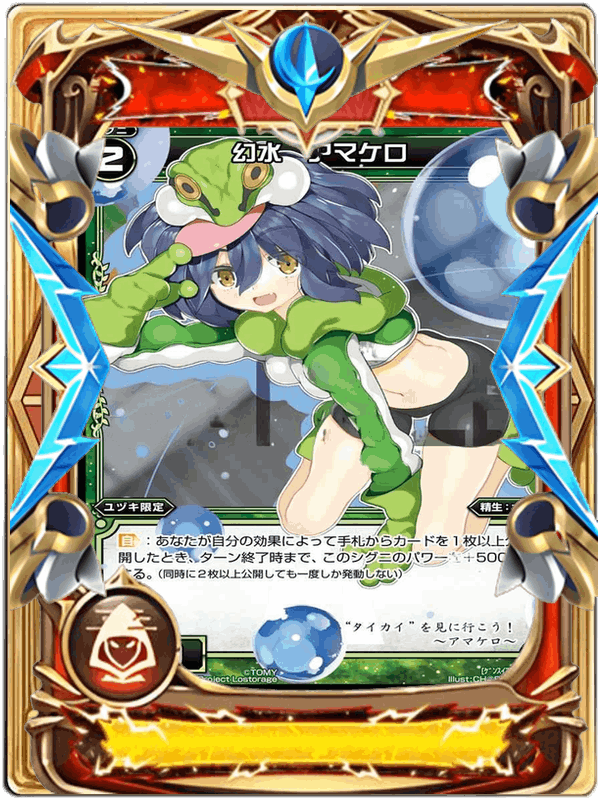 2
幻水 アマケロ
ユヅキ限定
精生:
自:あなたが自分の効果によって手札からカードを1枚以上公
開したとき、ターン終了時まで、このシグニのパワーを+500
る。(同時に2枚以上公開しても一度しか発動しない)
“タイカイ”を見に行こう!
~アマケロ~
©TOMY
Project Lostorage
Illust:CH